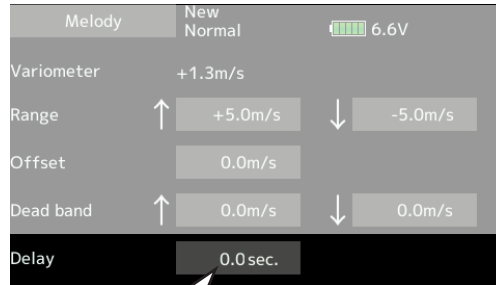 Melody New Normal 6.6V
Variometer +1.3m/s
Range ↑ +5.0m/s ↓ -5.0m/s
Offset 0.0m/s
Dead band ↑ 0.0m/s ↓ 0.0m/s
Delay 0.0 sec.